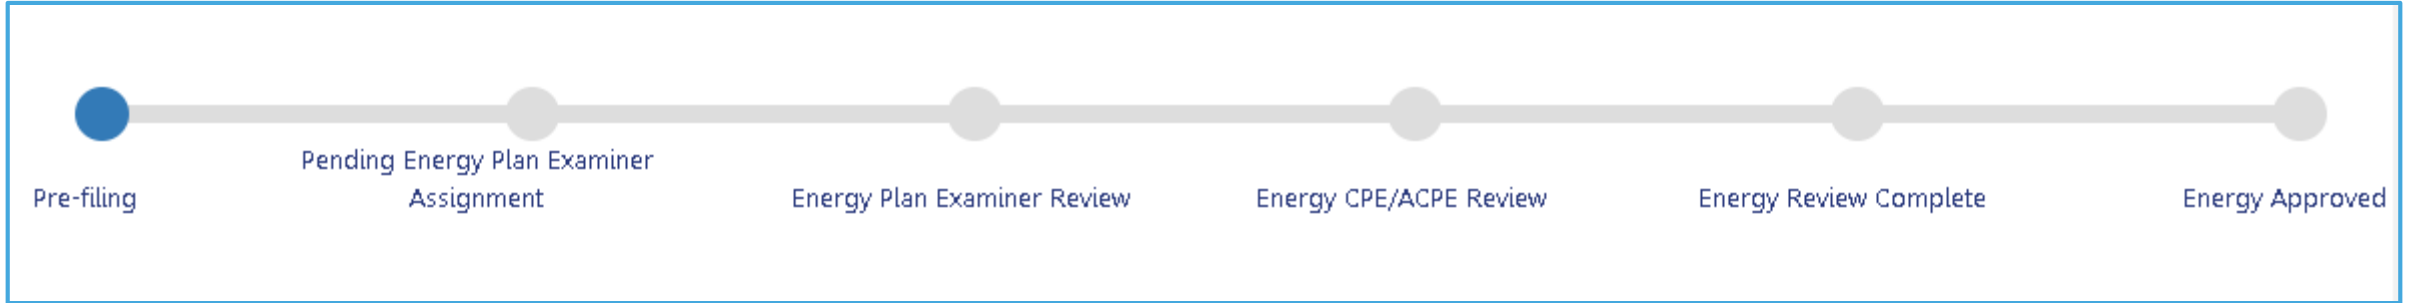 Pre-filing
Pending Energy Plan Examiner
Assignment
Energy Plan Examiner Review
Energy CPE/ACPE Review
Energy Review Complete
Energy Approved